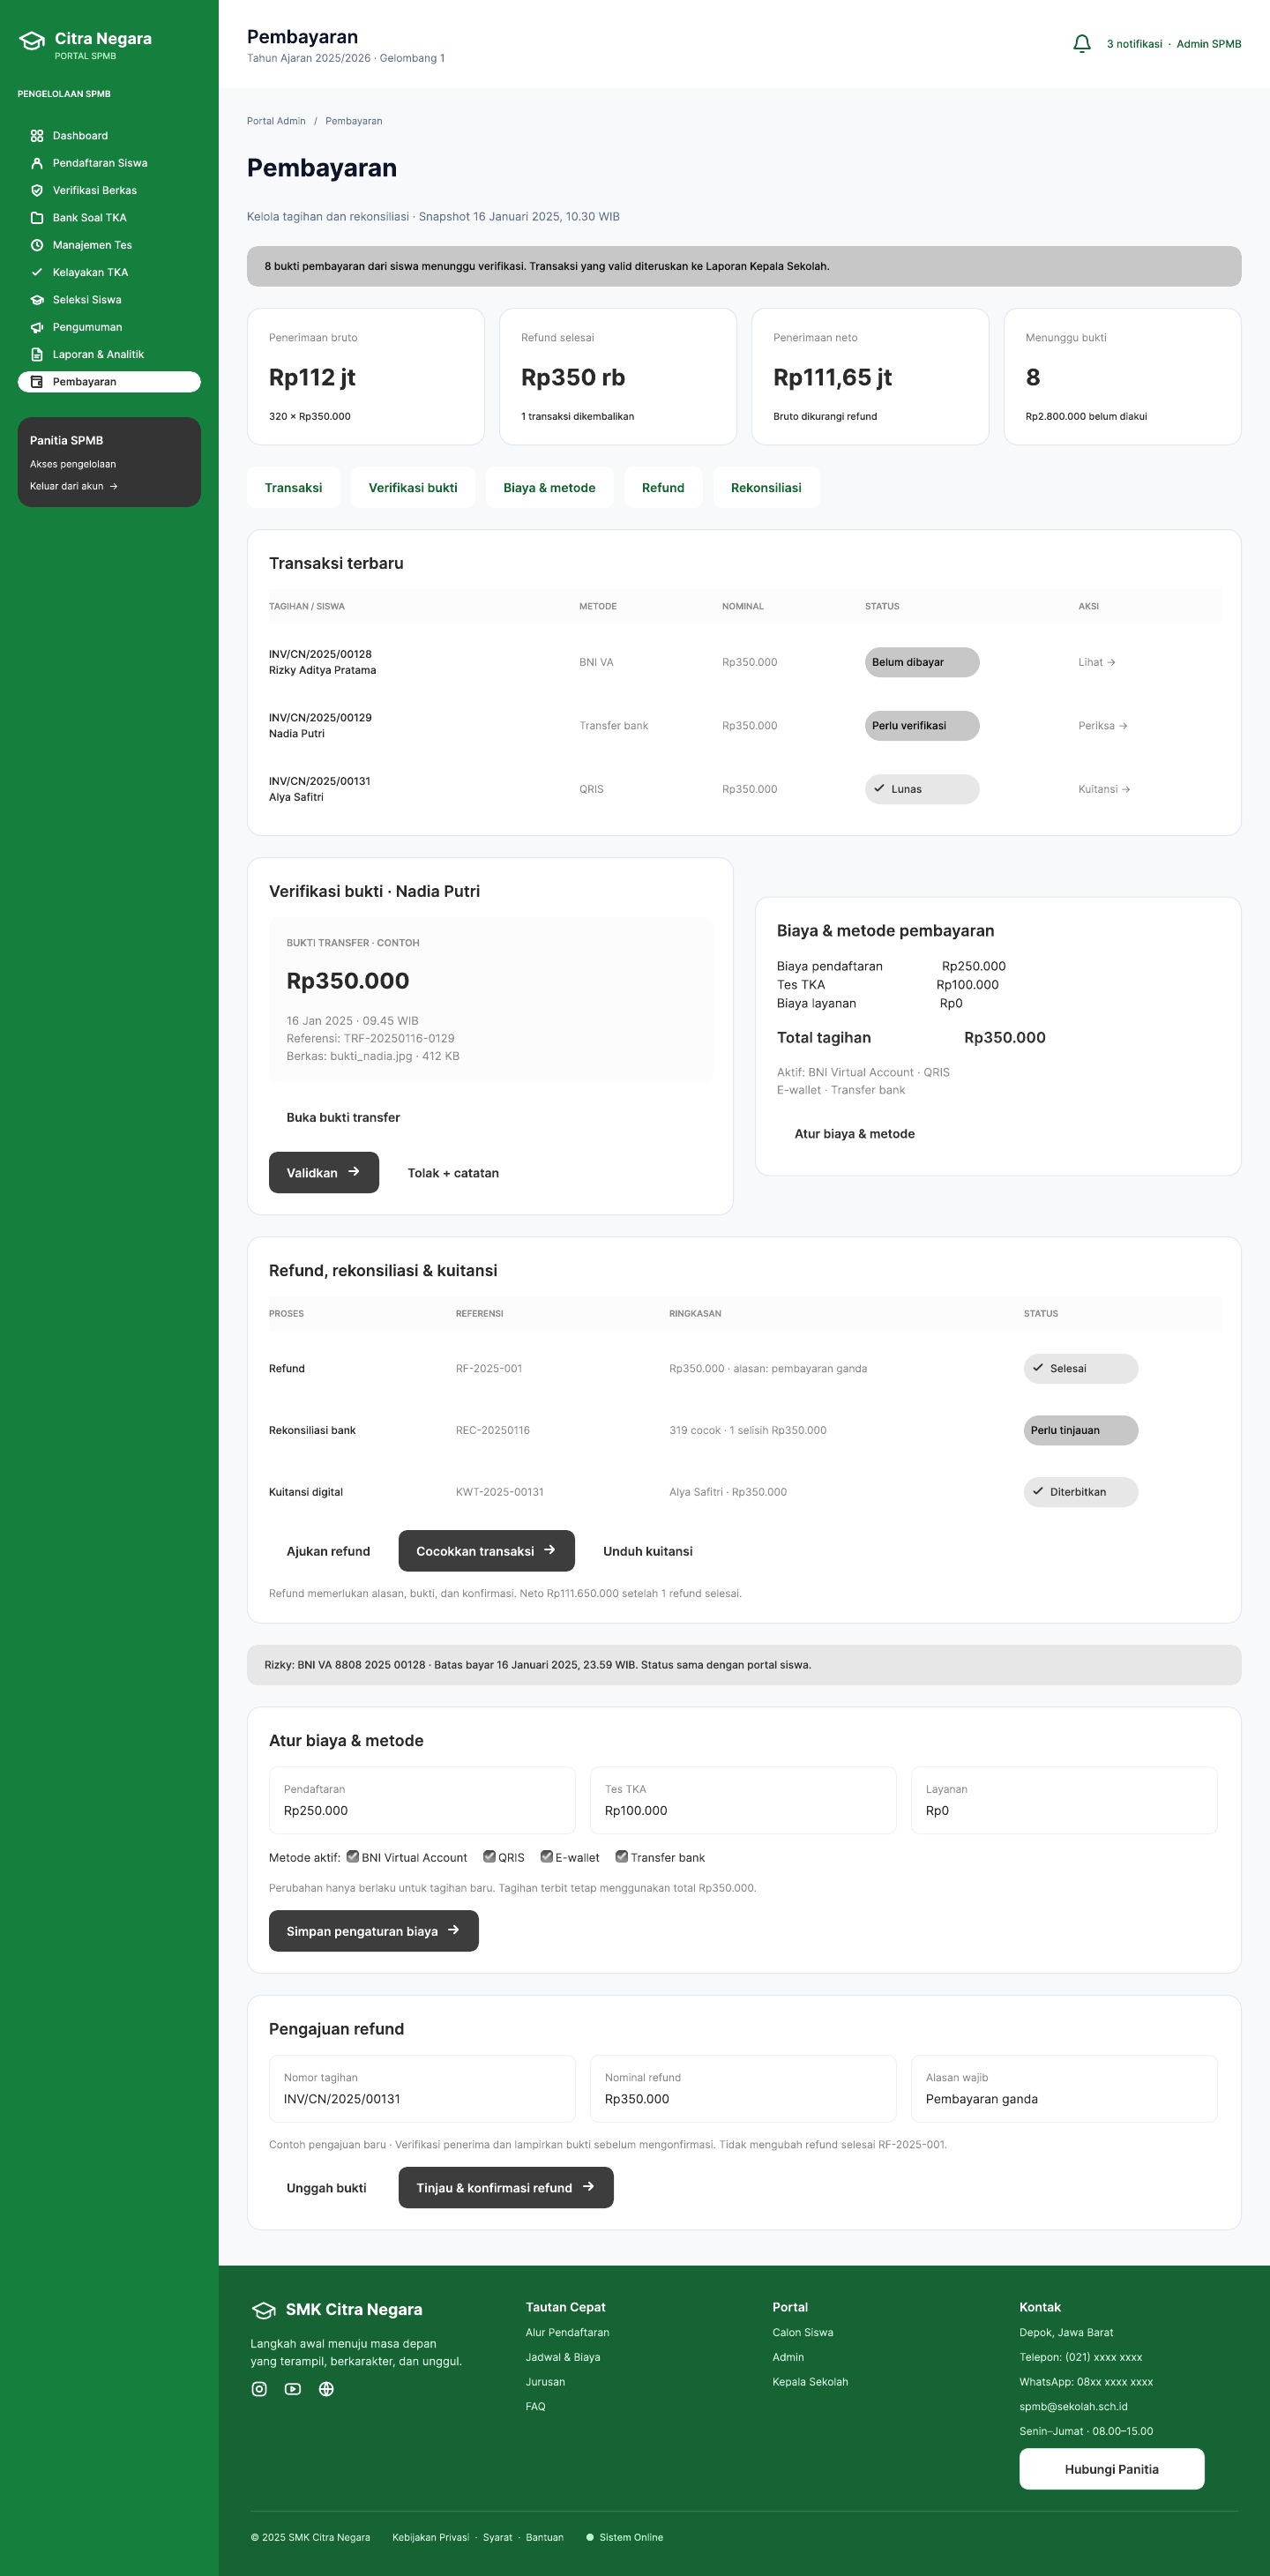 Citra Negara
PORTAL SPMB
PENGELOLAAN SPMB
Dashboard
Pendaftaran Siswa
Verifikasi Berkas
Bank Soal TKA
Manajemen Tes
Kelayakan TKA
Seleksi Siswa
Pengumuman
Laporan & Analitik
Pembayaran
Panitia SPMB
Akses pengelolaan
Keluar dari akun →
Pembayaran
Tahun Ajaran 2025/2026 · Gelombang 1
3 notifikasi · Admin SPMB
Portal Admin / Pembayaran
Pembayaran
Kelola tagihan dan rekonsiliasi · Snapshot 16 Januari 2025, 10.30 WIB
8 bukti pembayaran dari siswa menunggu verifikasi. Transaksi yang valid diteruskan ke Laporan Kepala Sekolah.
Penerimaan bruto
Rp112 jt
320 × Rp350.000
Refund selesai
Rp350 rb
1 transaksi dikembalikan
Penerimaan neto
Rp111,65 jt
Bruto dikurangi refund
Menunggu bukti
8
Rp2.800.000 belum diakui
Transaksi Verifikasi bukti Biaya & metode Refund Rekonsiliasi
Transaksi terbaru
TAGIHAN / SISWA METODE NOMINAL STATUS AKSI
INV/CN/2025/00128
Rizky Aditya Pratama
BNI VA Rp350.000 Belum dibayar Lihat →
INV/CN/2025/00129
Nadia Putri
Transfer bank Rp350.000 Perlu verifikasi Periksa →
INV/CN/2025/00131
Alya Safitri
QRIS Rp350.000 Lunas Kuitansi →
Verifikasi bukti · Nadia Putri
BUKTI TRANSFER · CONTOH
Rp350.000
16 Jan 2025 · 09.45 WIB
Referensi: TRF-20250116-0129
Berkas: bukti_nadia.jpg · 412 KB
Buka bukti transfer
Validkan → Tolak + catatan
Biaya & metode pembayaran
Biaya pendaftaran Rp250.000
Tes TKA Rp100.000
Biaya layanan Rp0
Total tagihan Rp350.000
Aktif: BNI Virtual Account · QRIS
E-wallet · Transfer bank
Atur biaya & metode
Refund, rekonsiliasi & kuitansi
PROSES REFERENSI RINGKASAN STATUS
Refund RF-2025-001 Rp350.000 · alasan: pembayaran ganda Selesai
Rekonsiliasi bank REC-20250116 319 cocok · 1 selisih Rp350.000 Perlu tinjauan
Kuitansi digital KWT-2025-00131 Alya Safitri · Rp350.000 Diterbitkan
Ajukan refund Cocokkan transaksi → Unduh kuitansi
Refund memerlukan alasan, bukti, dan konfirmasi. Neto Rp111.650.000 setelah 1 refund selesai.
Rizky: BNI VA 8808 2025 00128 · Batas bayar 16 Januari 2025, 23.59 WIB. Status sama dengan portal siswa.
Atur biaya & metode
Pendaftaran
Rp250.000
Tes TKA
Rp100.000
Layanan
Rp0
Metode aktif: BNI Virtual Account QRIS E-wallet Transfer bank
Perubahan hanya berlaku untuk tagihan baru. Tagihan terbit tetap menggunakan total Rp350.000.
Simpan pengaturan biaya →
Pengajuan refund
Nomor tagihan
INV/CN/2025/00131
Nominal refund
Rp350.000
Alasan wajib
Pembayaran ganda
Contoh pengajuan baru · Verifikasi penerima dan lampirkan bukti sebelum mengonfirmasi. Tidak mengubah refund selesai RF-2025-001.
Unggah bukti Tinjau & konfirmasi refund →
SMK Citra Negara
Langkah awal menuju masa depan
yang terampil, berkarakter, dan unggul.
Tautan Cepat
Alur Pendaftaran
Jadwal & Biaya
Jurusan
FAQ
Portal
Calon Siswa
Admin
Kepala Sekolah
Kontak
Depok, Jawa Barat
Telepon: (021) xxxx xxxx
WhatsApp: 08xx xxxx xxxx
spmb@sekolah.sch.id
Senin–Jumat · 08.00–15.00
Hubungi Panitia
© 2025 SMK Citra Negara Kebijakan Privasi · Syarat · Bantuan ● Sistem Online